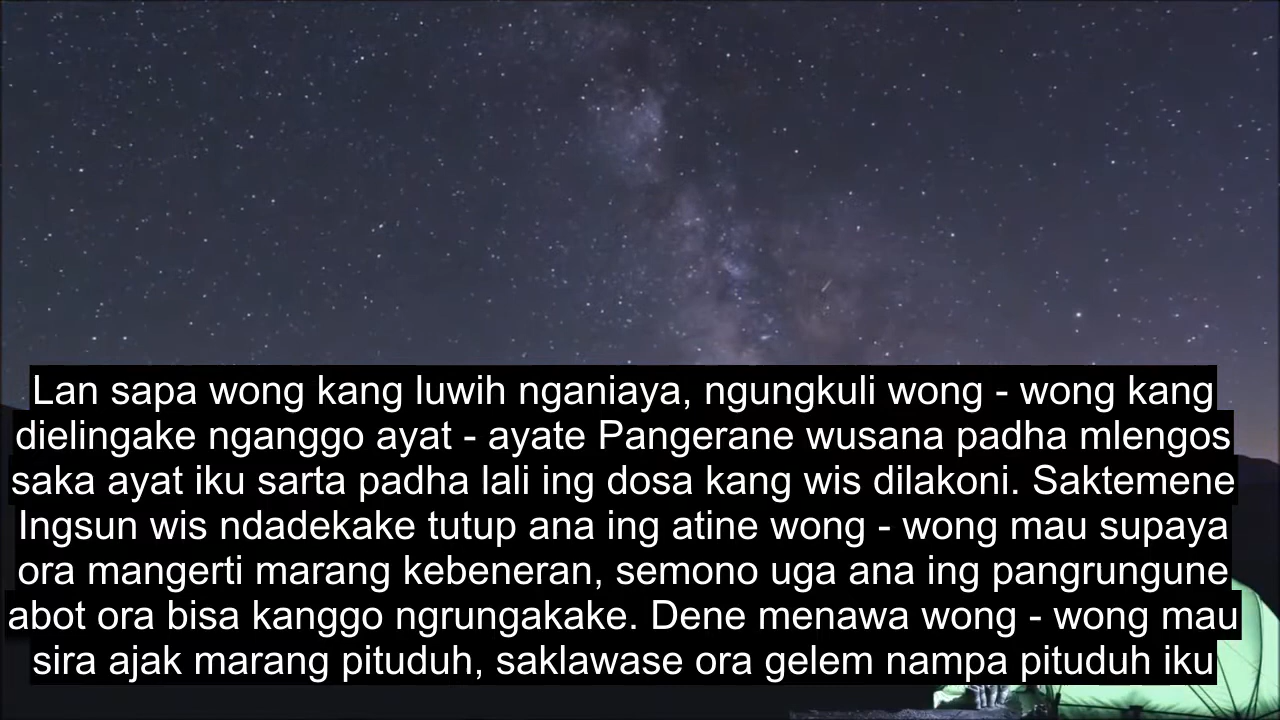 Lan sapa wong kang luwih nganiaya, ngungkuli wong - wong kang
dielingake nganggo ayat - ayate Pangerane wusana padha mlengos
saka ayat iku sarta padha lali ing dosa kang wis dilakoni. Saktemene
Ingsun wis ndadekake tutup ana ing atine wong - wong mau supaya
ora mangerti marang kebeneran, semono uga ana ing pangrungune
abot ora bisa kanggo ngrungakake. Dene menawa wong - wong mau
sira ajak marang pituduh, saklawase ora gelem nampa pituduh iku